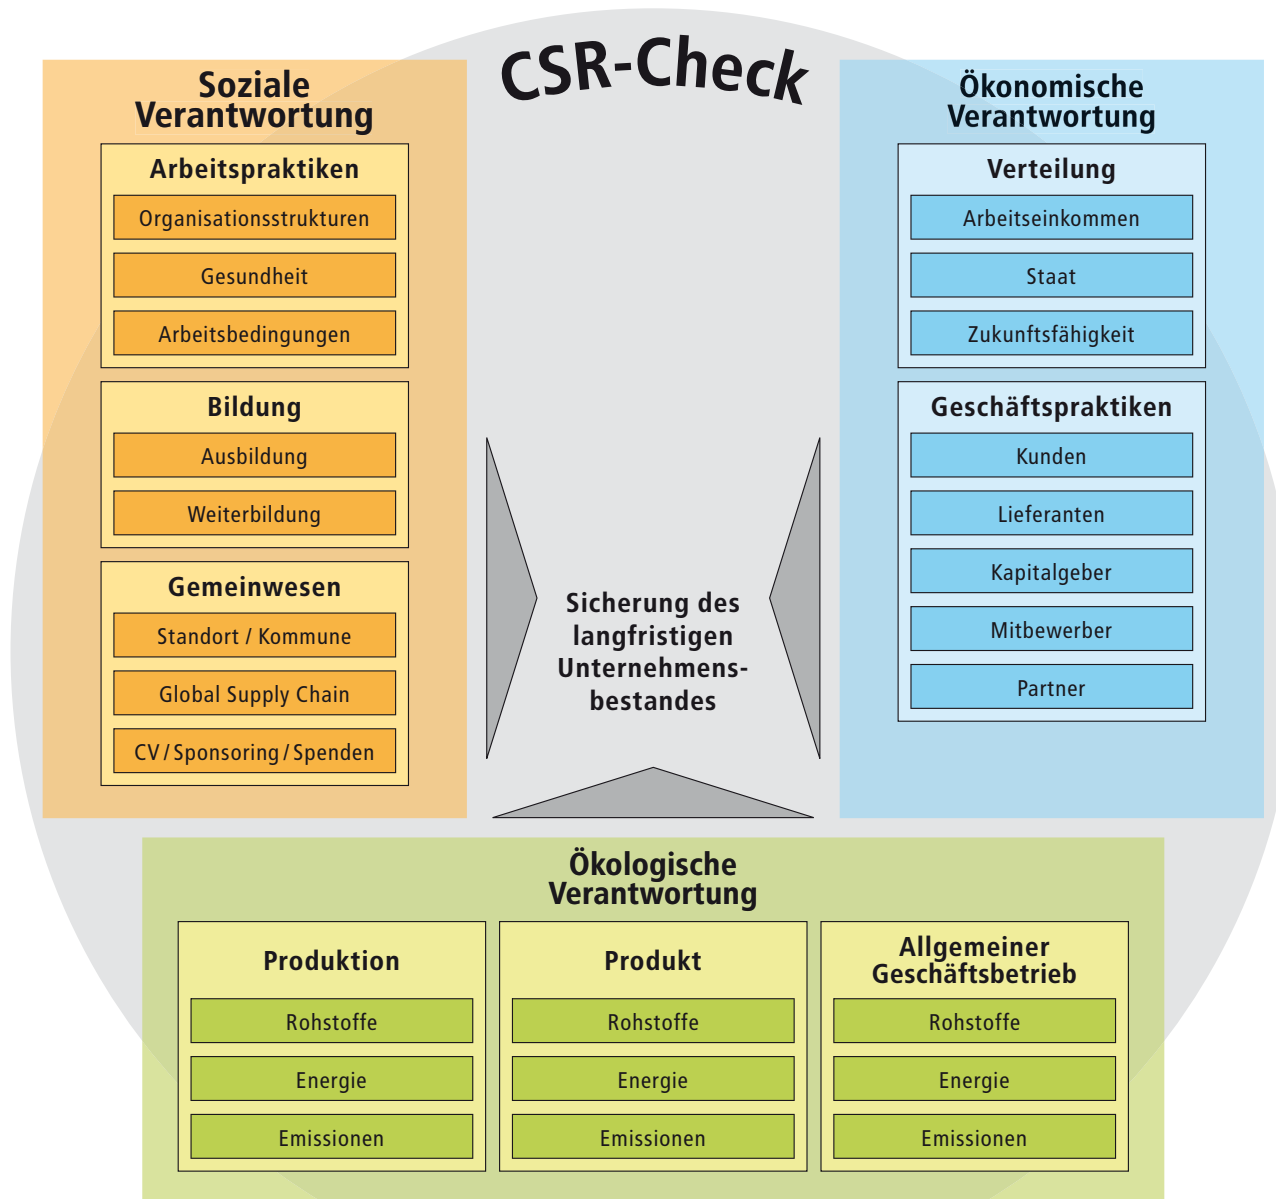 CSR-Check
Soziale
Verantwortung
Arbeitspraktiken
Organisationsstrukturen
Gesundheit
Arbeitsbedingungen
Bildung
Ausbildung
Weiterbildung
Gemeinwesen
Standort / Kommune
Global Supply Chain
CV / Sponsoring / Spenden
Sicherung des
langfristigen
Unternehmens-
bestandes
Ökonomische
Verantwortung
Verteilung
Arbeitseinkommen
Staat
Zukunftsfähigkeit
Geschäftspraktiken
Kunden
Lieferanten
Kapitalgeber
Mitbewerber
Partner
Ökologische
Verantwortung
Produktion
Rohstoffe
Energie
Emissionen
Produkt
Rohstoffe
Energie
Emissionen
Allgemeiner
Geschäftsbetrieb
Rohstoffe
Energie
Emissionen